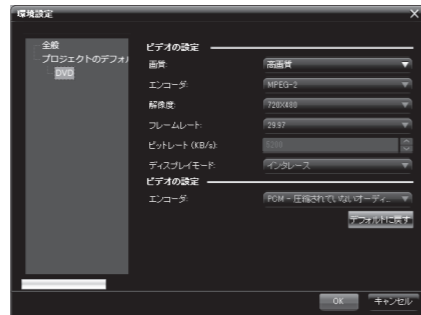 環境設定
全般
プロジェクトのデフォル
DVD
ビデオの設定
画質: 高画質
エンコーダ: MPEG-2
解像度: 720X480
フレームレート: 29.97
ビットレート (KB/s): 5200
ディスプレイモード: インタレース
ビデオの設定
エンコーダ: PCM - 圧縮されていないオーディ...
デフォルトに戻す
OK キャンセル